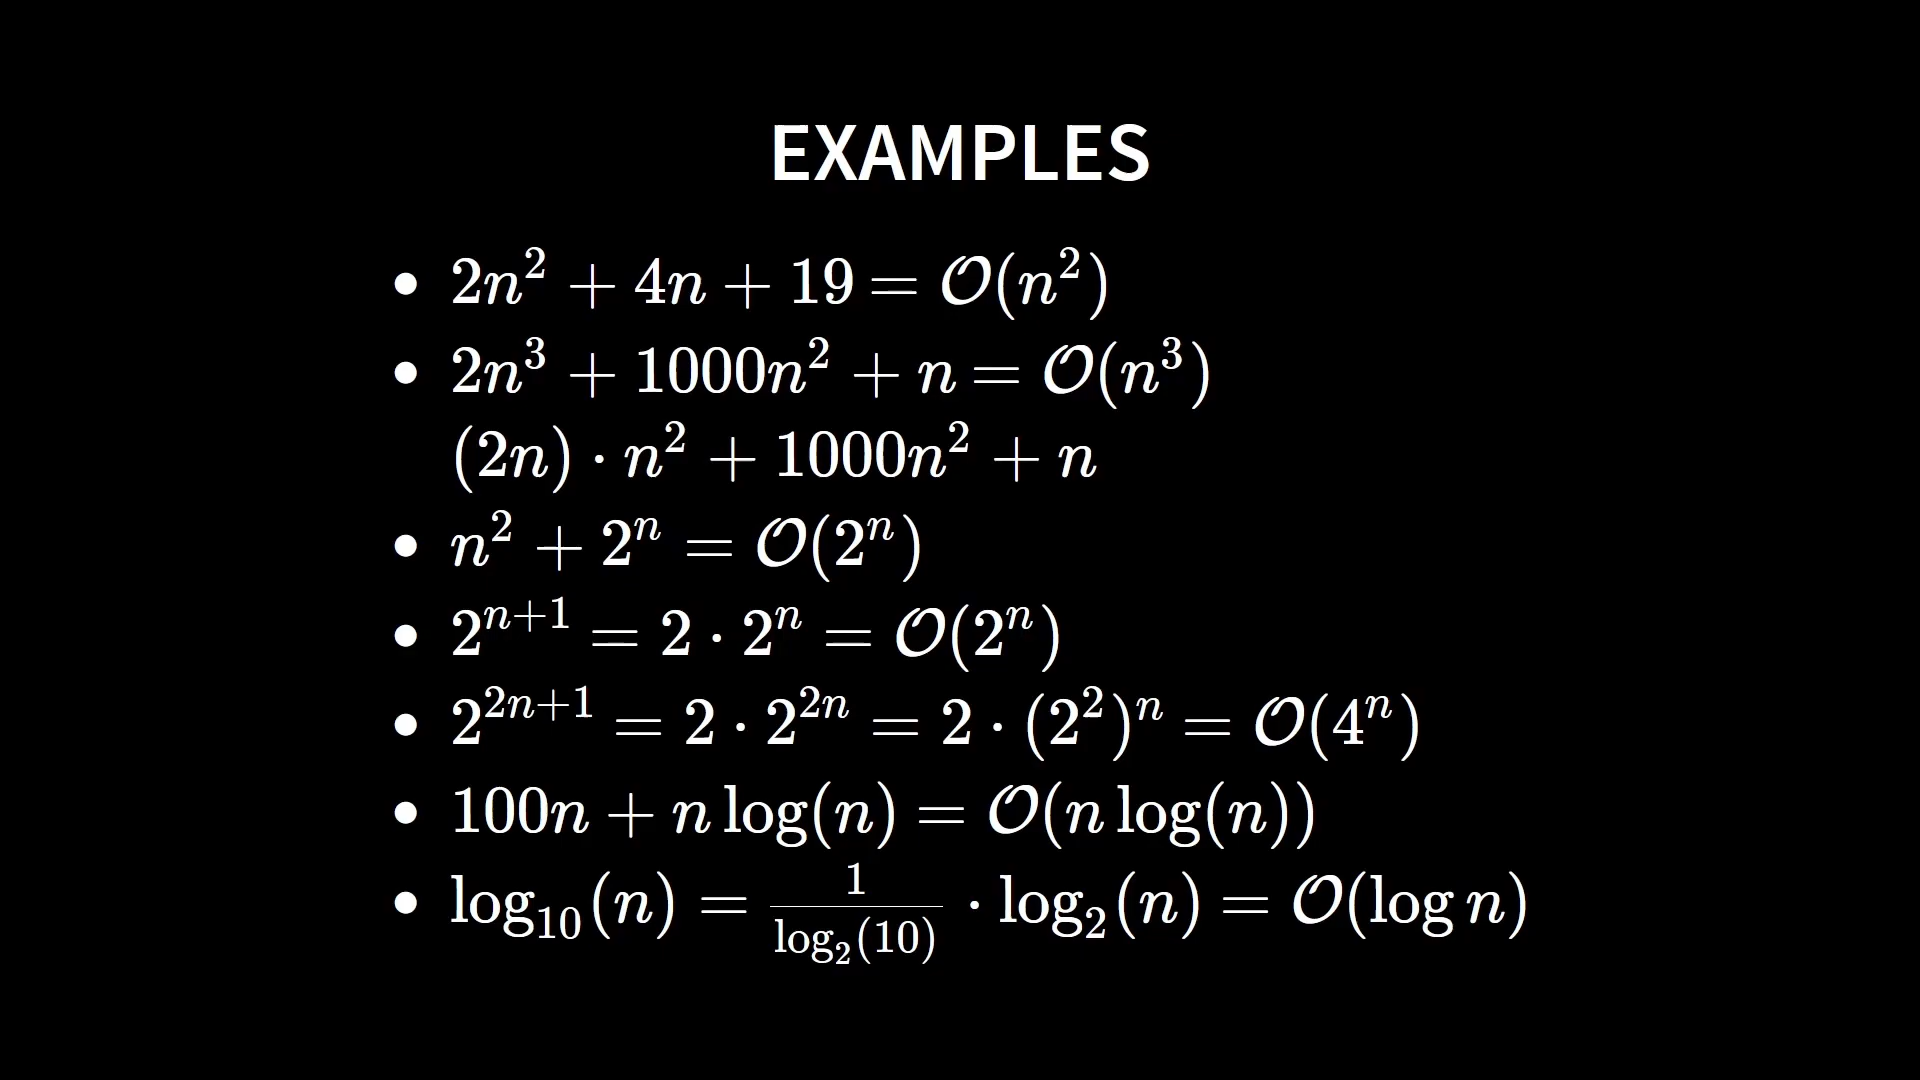 EXAMPLES
• 2n² + 4n + 19 = 𝒪(n²)
• 2n³ + 1000n² + n = 𝒪(n³)
(2n) · n² + 1000n² + n
• n² + 2ⁿ = 𝒪(2ⁿ)
• 2ⁿ⁺¹ = 2 · 2ⁿ = 𝒪(2ⁿ)
• 2²ⁿ⁺¹ = 2 · 2²ⁿ = 2 · (2²)ⁿ = 𝒪(4ⁿ)
• 100n + n log(n) = 𝒪(n log(n))
• log₁₀(n) = 1/log₂(10) · log₂(n) = 𝒪(log n)